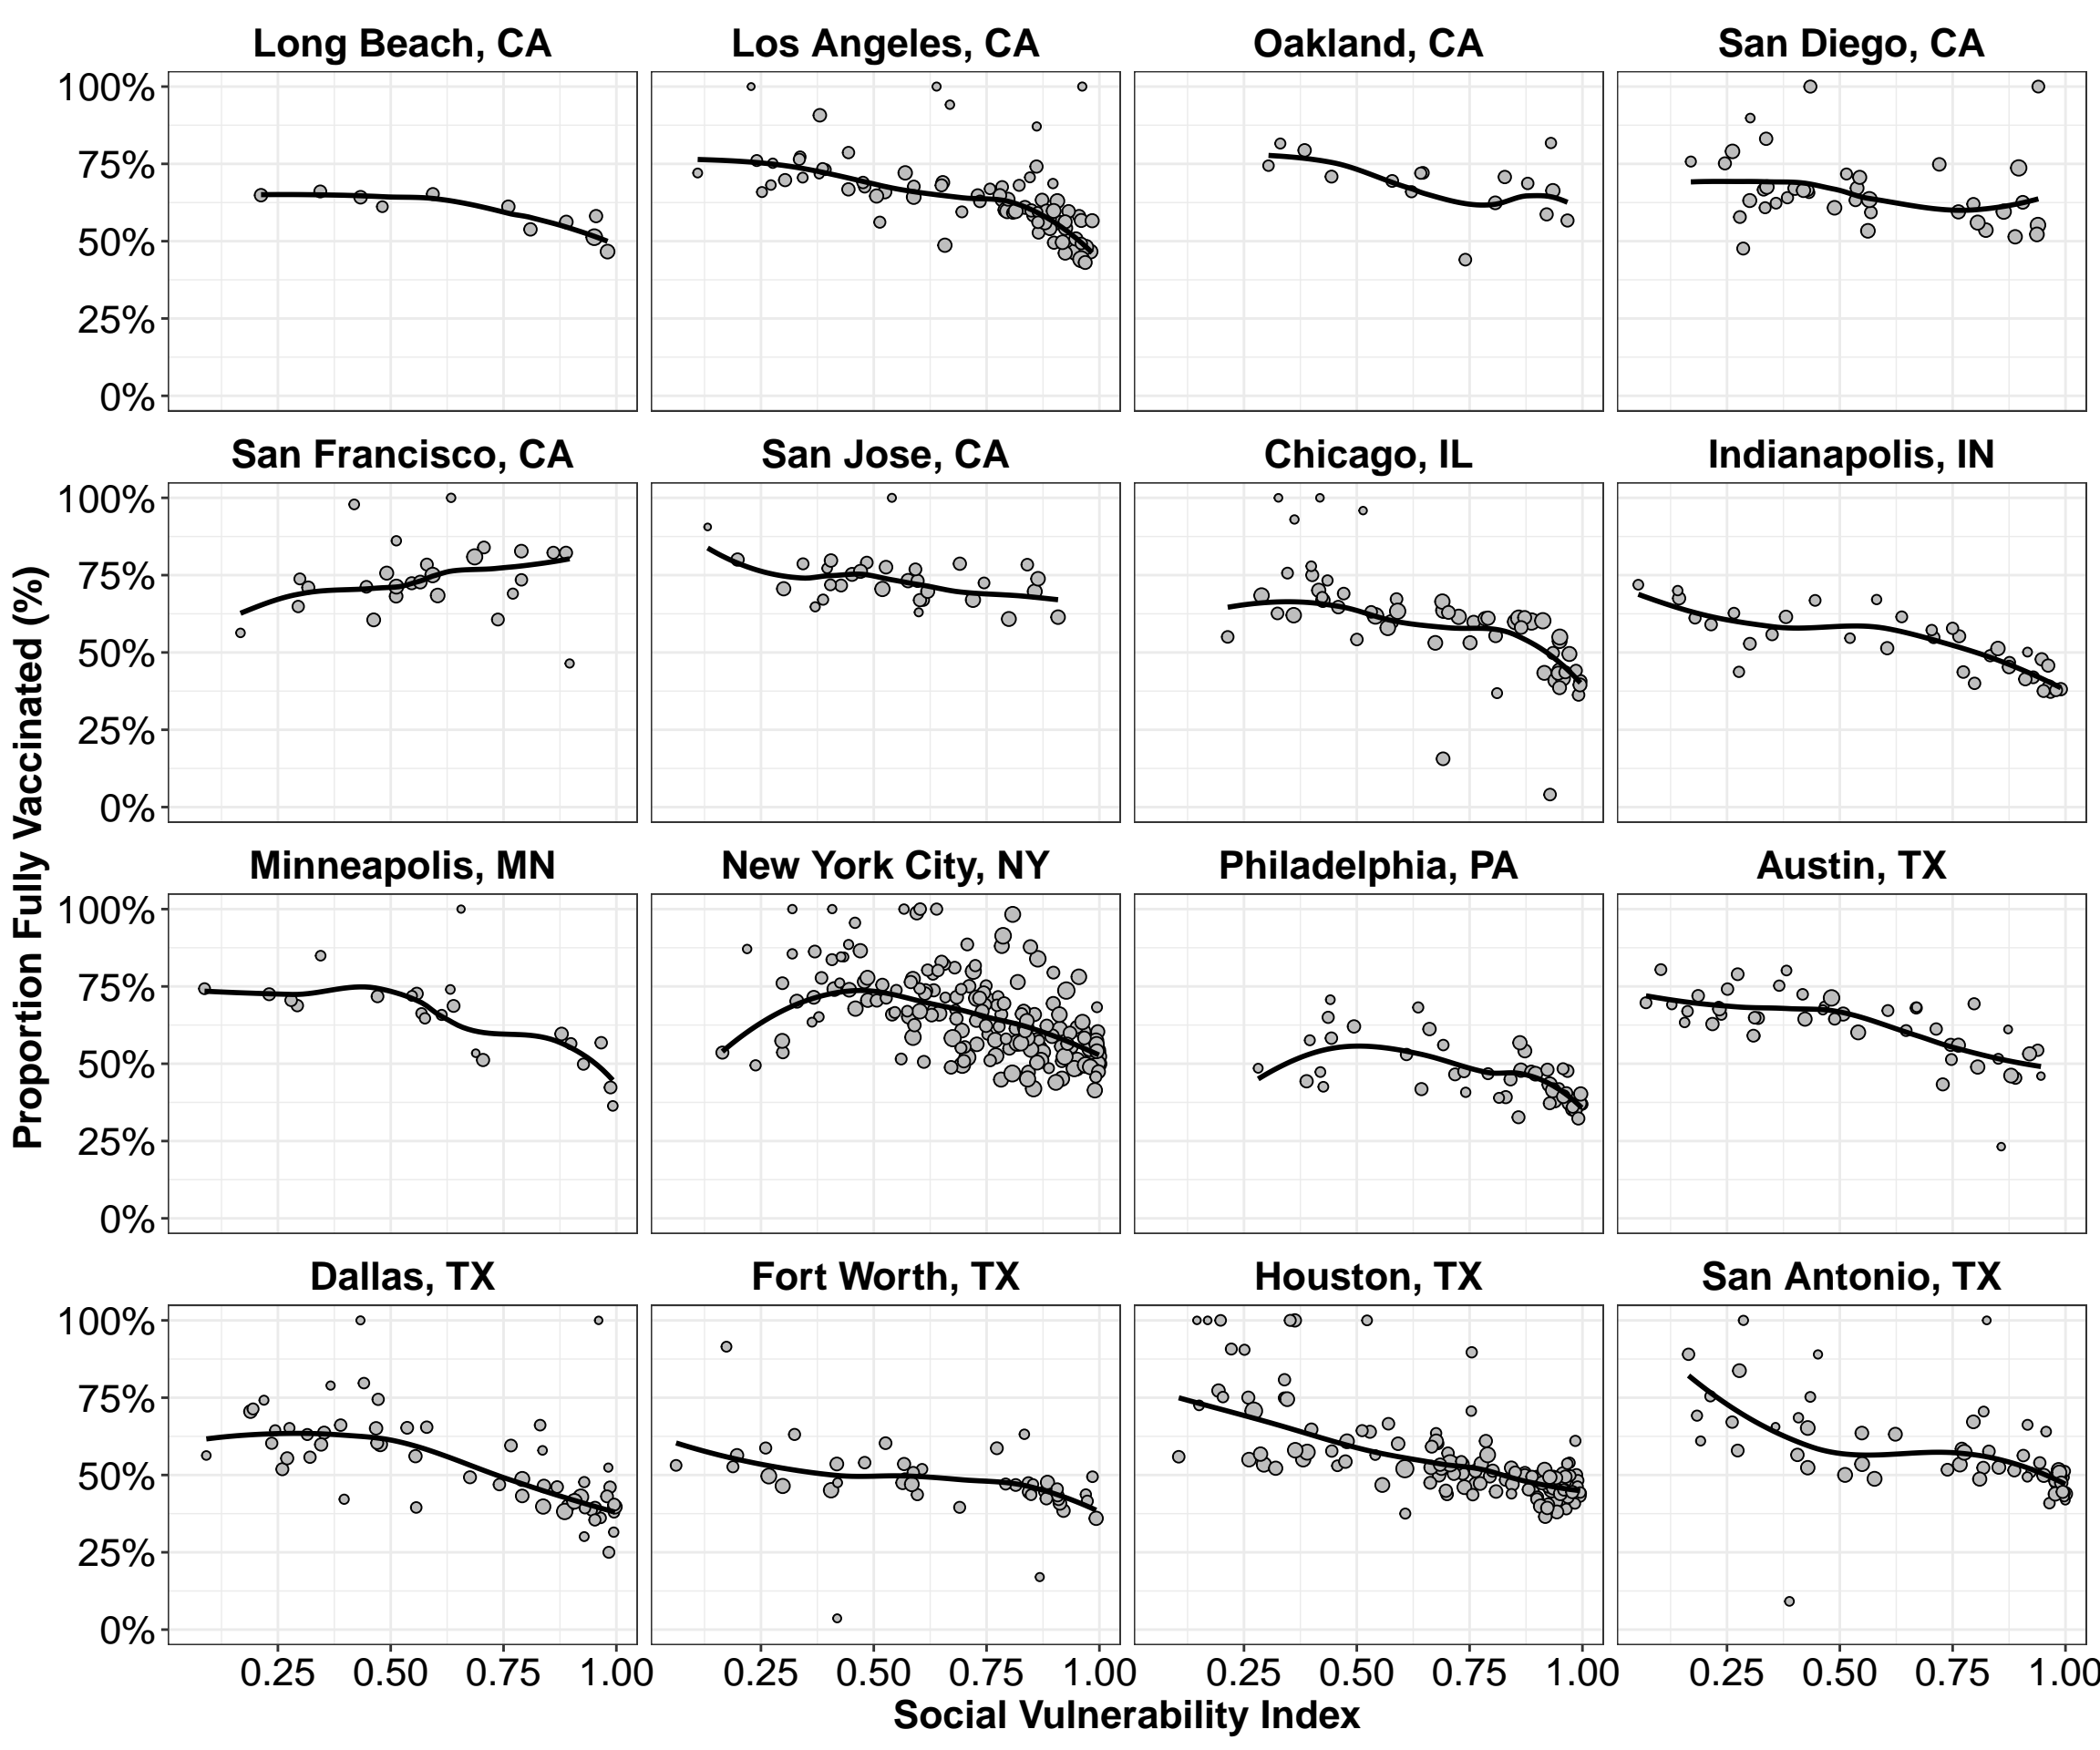 Long Beach, CA Los Angeles, CA Oakland, CA San Diego, CA
100%
75%
50%
25%
0%
San Francisco, CA San Jose, CA Chicago, IL Indianapolis, IN
100%
75%
50%
25%
0%
Minneapolis, MN New York City, NY Philadelphia, PA Austin, TX
100%
75%
50%
25%
0%
Dallas, TX Fort Worth, TX Houston, TX San Antonio, TX
100%
75%
50%
25%
0%
0.25 0.50 0.75 1.00 0.25 0.50 0.75 1.00 0.25 0.50 0.75 1.00 0.25 0.50 0.75 1.00
Social Vulnerability Index
Proportion Fully Vaccinated (%)